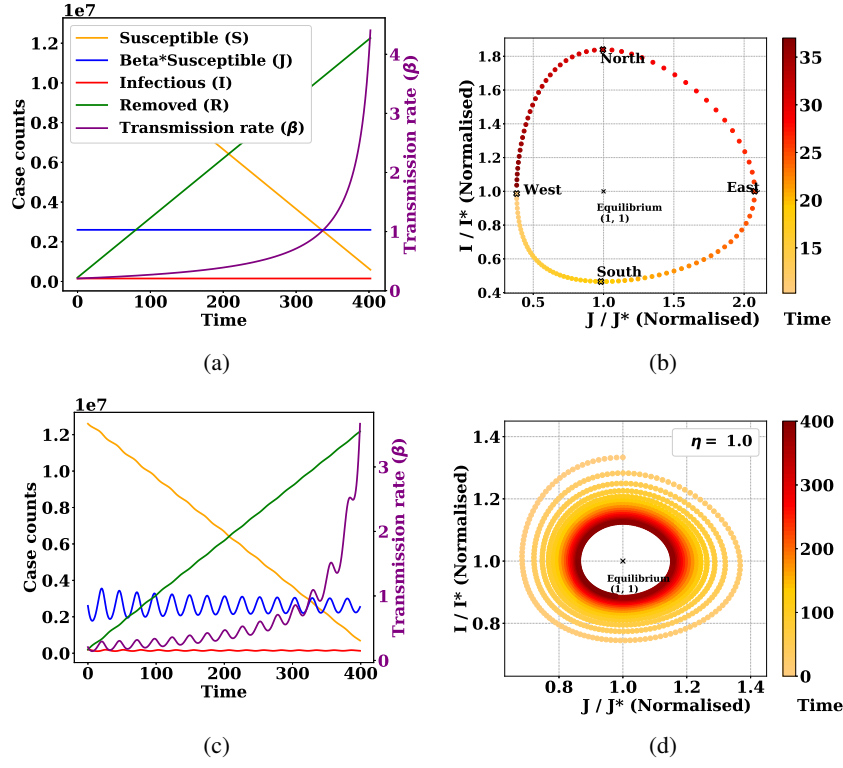 1e7
Susceptible (S)
Beta*Susceptible (J)
Infectious (I)
Removed (R)
Transmission rate (β)
Case counts
1.2
1.0
0.8
0.6
0.4
0.2
0.0
0 100 200 300 400
Time
4
3
2
1
0
Transmission rate (β)
(a)
I / I* (Normalised)
1.8
1.6
1.4
1.2
1.0
0.8
0.6
0.4
North
West
East
South
Equilibrium
(1, 1)
0.5 1.0 1.5 2.0
J / J* (Normalised)
35
30
25
20
15
Time
(b)
1e7
Case counts
1.2
1.0
0.8
0.6
0.4
0.2
0.0
0 100 200 300 400
Time
3
2
1
0
Transmission rate (β)
(c)
I / I* (Normalised)
1.4
1.2
1.0
0.8
η = 1.0
Equilibrium
(1, 1)
0.8 1.0 1.2 1.4
J / J* (Normalised)
400
300
200
100
0
Time
(d)